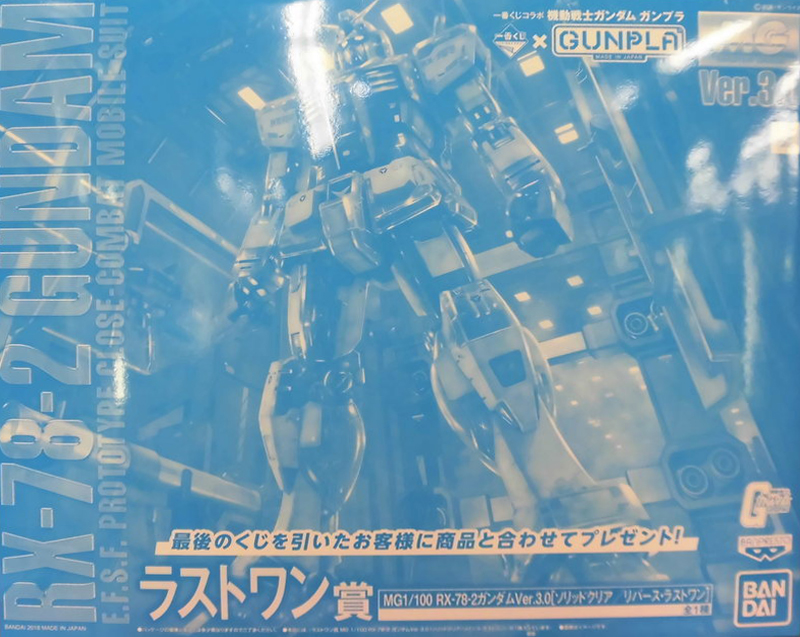 RX-78-2 GUNDAM
E.F.S.F. PROTOTYPE CLOSE-COMBAT MOBILE SUIT
一番くじコラボ 機動戦士ガンダム ガンプラ
一番くじ × GUNPLA
MADE IN JAPAN
MG
Ver.3.0
最後のくじを引いたお客様に商品と合わせてプレゼント!
ラストワン賞
MG1/100 RX-78-2ガンダムVer.3.0[ソリッドクリア リバース・ラストワン]
全1種
BANPRESTO
BANDAI
BANDAI 2018 MADE IN JAPAN